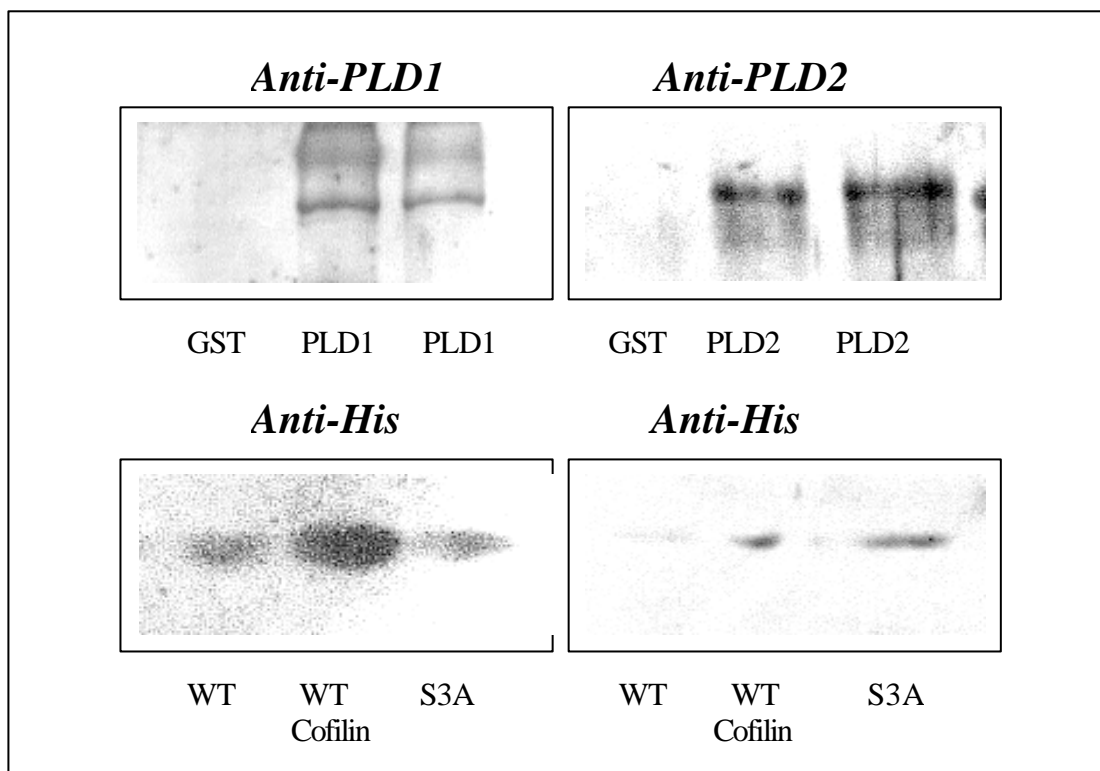 Anti-PLD1 Anti-PLD2
GST PLD1 PLD1 GST PLD2 PLD2
Anti-His Anti-His
WT WT S3A WT WT S3A
Cofilin Cofilin